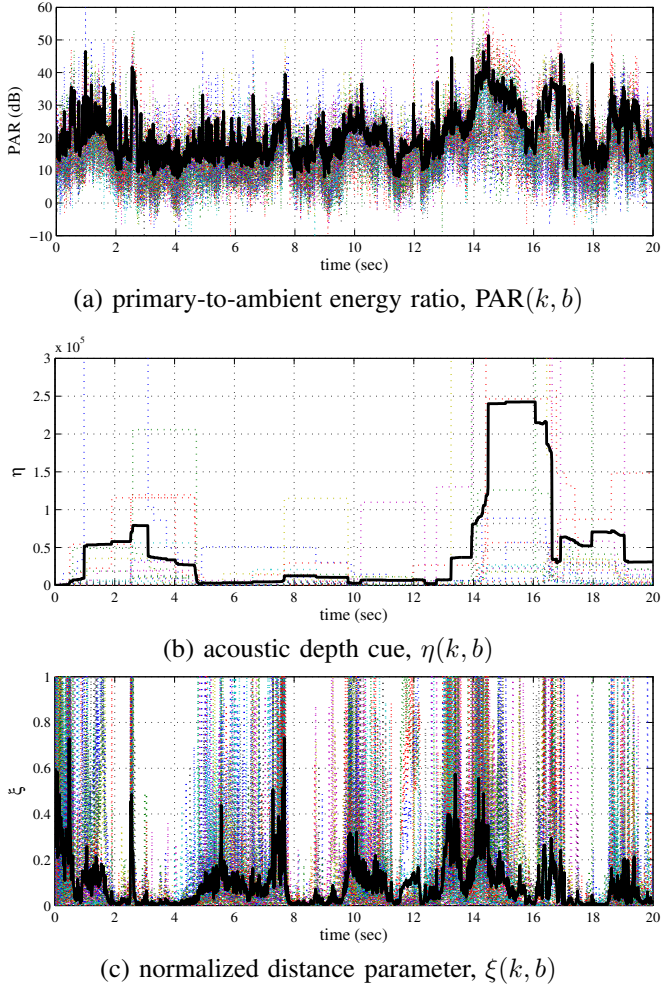 60
50
40
30
20
10
0
−10
PAR (dB)
0 2 4 6 8 10 12 14 16 18 20
time (sec)
(a) primary-to-ambient energy ratio, PAR(k, b)
x 10⁵
3
2.5
2
1.5
1
0.5
0
η
0 2 4 6 8 10 12 14 16 18 20
time (sec)
(b) acoustic depth cue, η(k, b)
1
0.8
0.6
0.4
0.2
0
ξ
0 2 4 6 8 10 12 14 16 18 20
time (sec)
(c) normalized distance parameter, ξ(k, b)